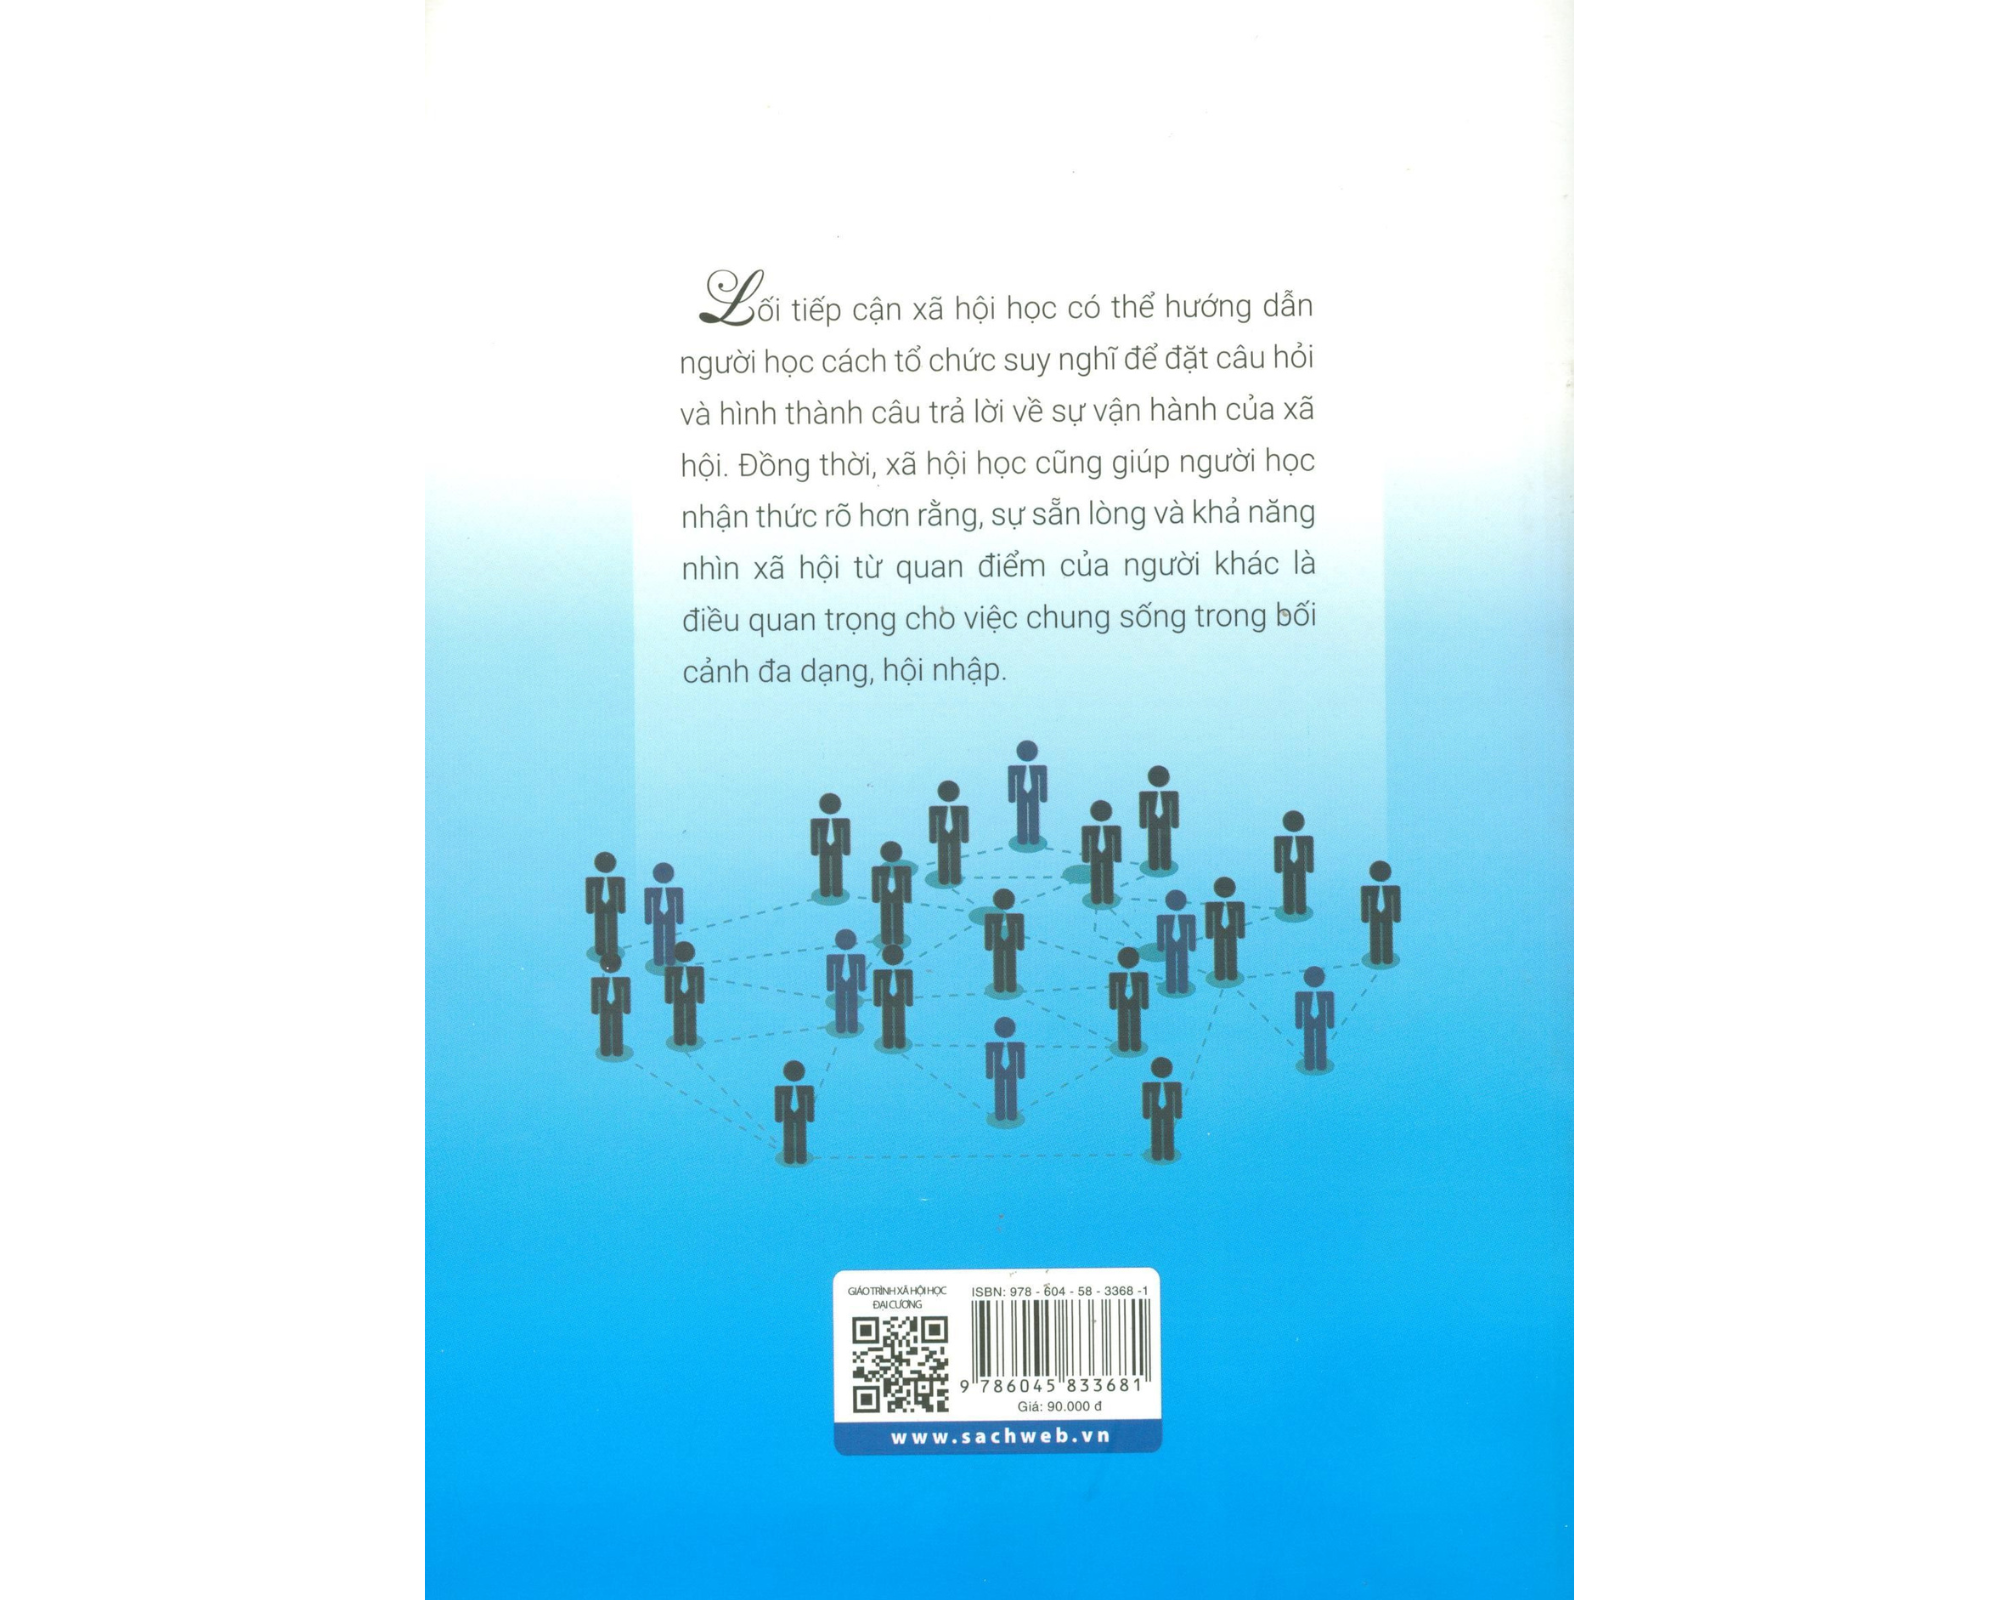 Lối tiếp cận xã hội học có thể hướng dẫn
người học cách tổ chức suy nghĩ để đặt câu hỏi
và hình thành câu trả lời về sự vận hành của xã
hội. Đồng thời, xã hội học cũng giúp người học
nhận thức rõ hơn rằng, sự sẵn lòng và khả năng
nhìn xã hội từ quan điểm của người khác là
điều quan trọng cho việc chung sống trong bối
cảnh đa dạng, hội nhập.
GIÁO TRÌNH XÃ HỘI HỌC
ĐẠI CƯƠNG
ISBN: 978 - 604 - 58 - 3368 -1
9 786045 833681
Giá: 90.000 đ
www.sachweb.vn